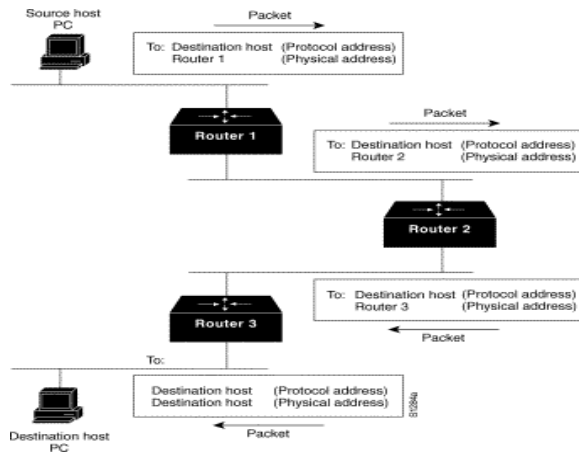 Source host
PC
Packet
To: Destination host (Protocol address)
Router 1 (Physical address)
Router 1
Packet
To: Destination host (Protocol address)
Router 2 (Physical address)
Router 2
To: Destination host (Protocol address)
Router 3 (Physical address)
Packet
Router 3
To:
Destination host (Protocol address)
Destination host (Physical address)
Packet
S1284a
Destination host
PC